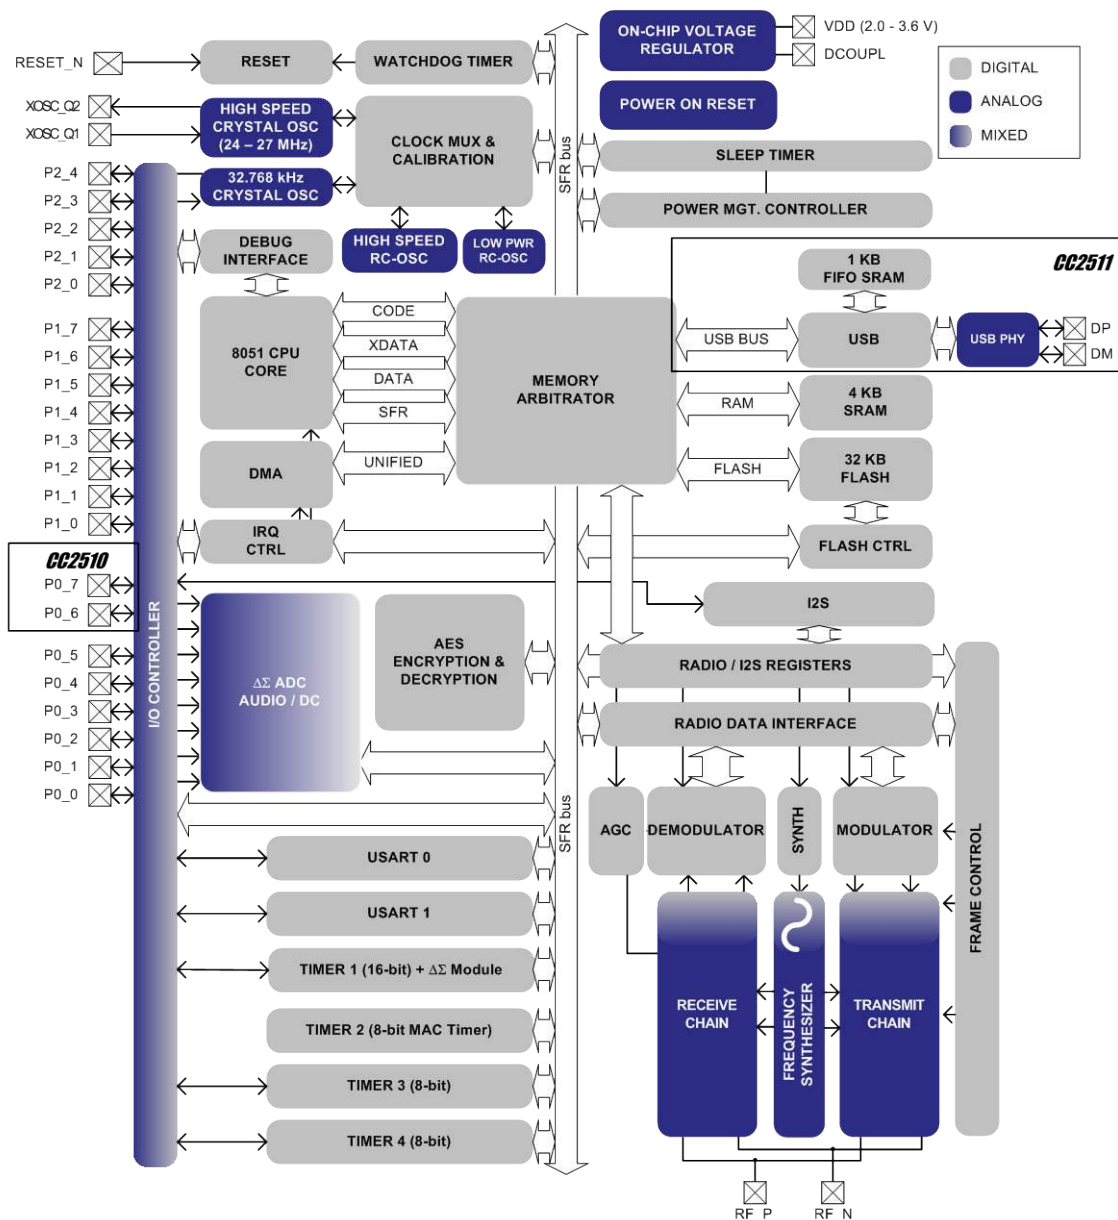 RESET_N
XOSC_Q2
XOSC_Q1
P2_4
P2_3
P2_2
P2_1
P2_0
P1_7
P1_6
P1_5
P1_4
P1_3
P1_2
P1_1
P1_0
CC2510
P0_7
P0_6
P0_5
P0_4
P0_3
P0_2
P0_1
P0_0
I/O CONTROLLER
RESET
WATCHDOG TIMER
HIGH SPEED
CRYSTAL OSC
(24 – 27 MHz)
CLOCK MUX &
CALIBRATION
32.768 kHz
CRYSTAL OSC
DEBUG
INTERFACE
HIGH SPEED
RC-OSC
LOW PWR
RC-OSC
8051 CPU
CORE
CODE
XDATA
DATA
SFR
UNIFIED
DMA
IRQ
CTRL
MEMORY
ARBITRATOR
ΔΣ ADC
AUDIO / DC
AES
ENCRYPTION &
DECRYPTION
USART 0
USART 1
TIMER 1 (16-bit) + ΔΣ Module
TIMER 2 (8-bit MAC Timer)
TIMER 3 (8-bit)
TIMER 4 (8-bit)
SFR bus
SFR bus
ON-CHIP VOLTAGE
REGULATOR
VDD (2.0 - 3.6 V)
DCOUPL
POWER ON RESET
DIGITAL
ANALOG
MIXED
SLEEP TIMER
POWER MGT. CONTROLLER
CC2511
1 KB
FIFO SRAM
USB BUS
USB
USB PHY
DP
DM
RAM
4 KB
SRAM
FLASH
32 KB
FLASH
FLASH CTRL
I2S
RADIO / I2S REGISTERS
RADIO DATA INTERFACE
AGC
DEMODULATOR
SYNTH
MODULATOR
FRAME CONTROL
RECEIVE
CHAIN
FREQUENCY
SYNTHESIZER
TRANSMIT
CHAIN
RF_P
RF_N